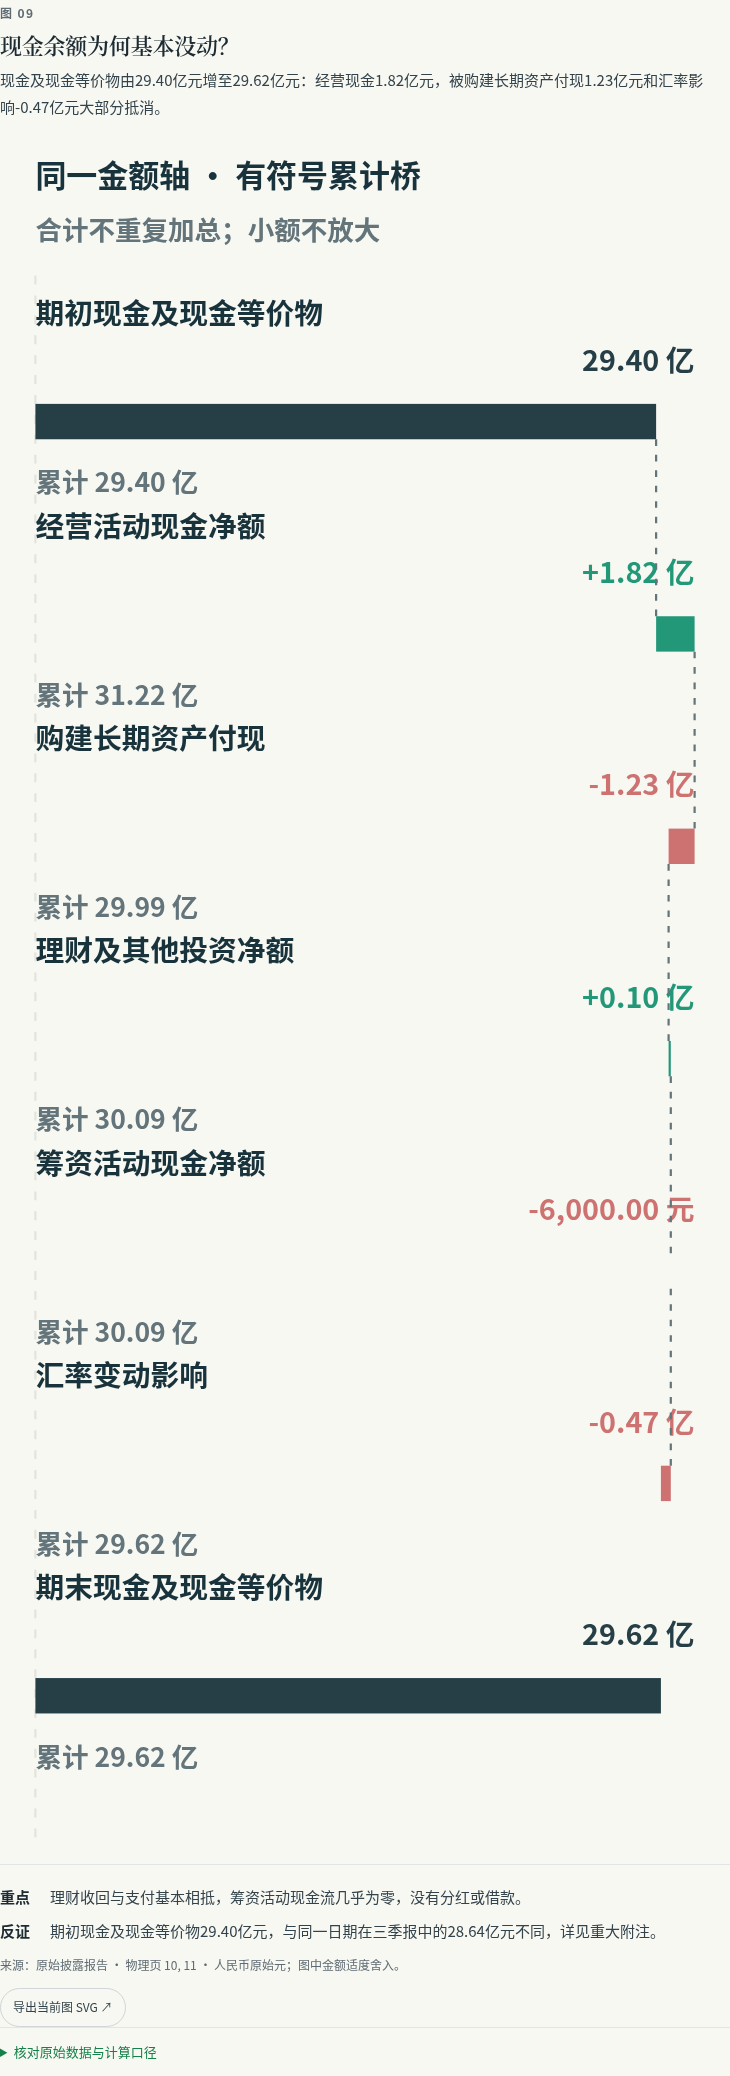 图 09
现金余额为何基本没动？
现金及现金等价物由29.40亿元增至29.62亿元：经营现金1.82亿元，被购建长期资产付现1.23亿元和汇率影
响-0.47亿元大部分抵消。
同一金额轴 · 有符号累计桥
合计不重复加总；小额不放大
期初现金及现金等价物
29.40 亿
累计 29.40 亿
经营活动现金净额
+1.82 亿
累计 31.22 亿
购建长期资产付现
-1.23 亿
累计 29.99 亿
理财及其他投资净额
+0.10 亿
累计 30.09 亿
筹资活动现金净额
-6,000.00 元
累计 30.09 亿
汇率变动影响
-0.47 亿
累计 29.62 亿
期末现金及现金等价物
29.62 亿
累计 29.62 亿
重点 理财收回与支付基本相抵，筹资活动现金流几乎为零，没有分红或借款。
反证 期初现金及现金等价物29.40亿元，与同一日期在三季报中的28.64亿元不同，详见重大附注。
来源：原始披露报告 · 物理页 10, 11 · 人民币原始元；图中金额适度舍入。
导出当前图 SVG ↗
▶ 核对原始数据与计算口径